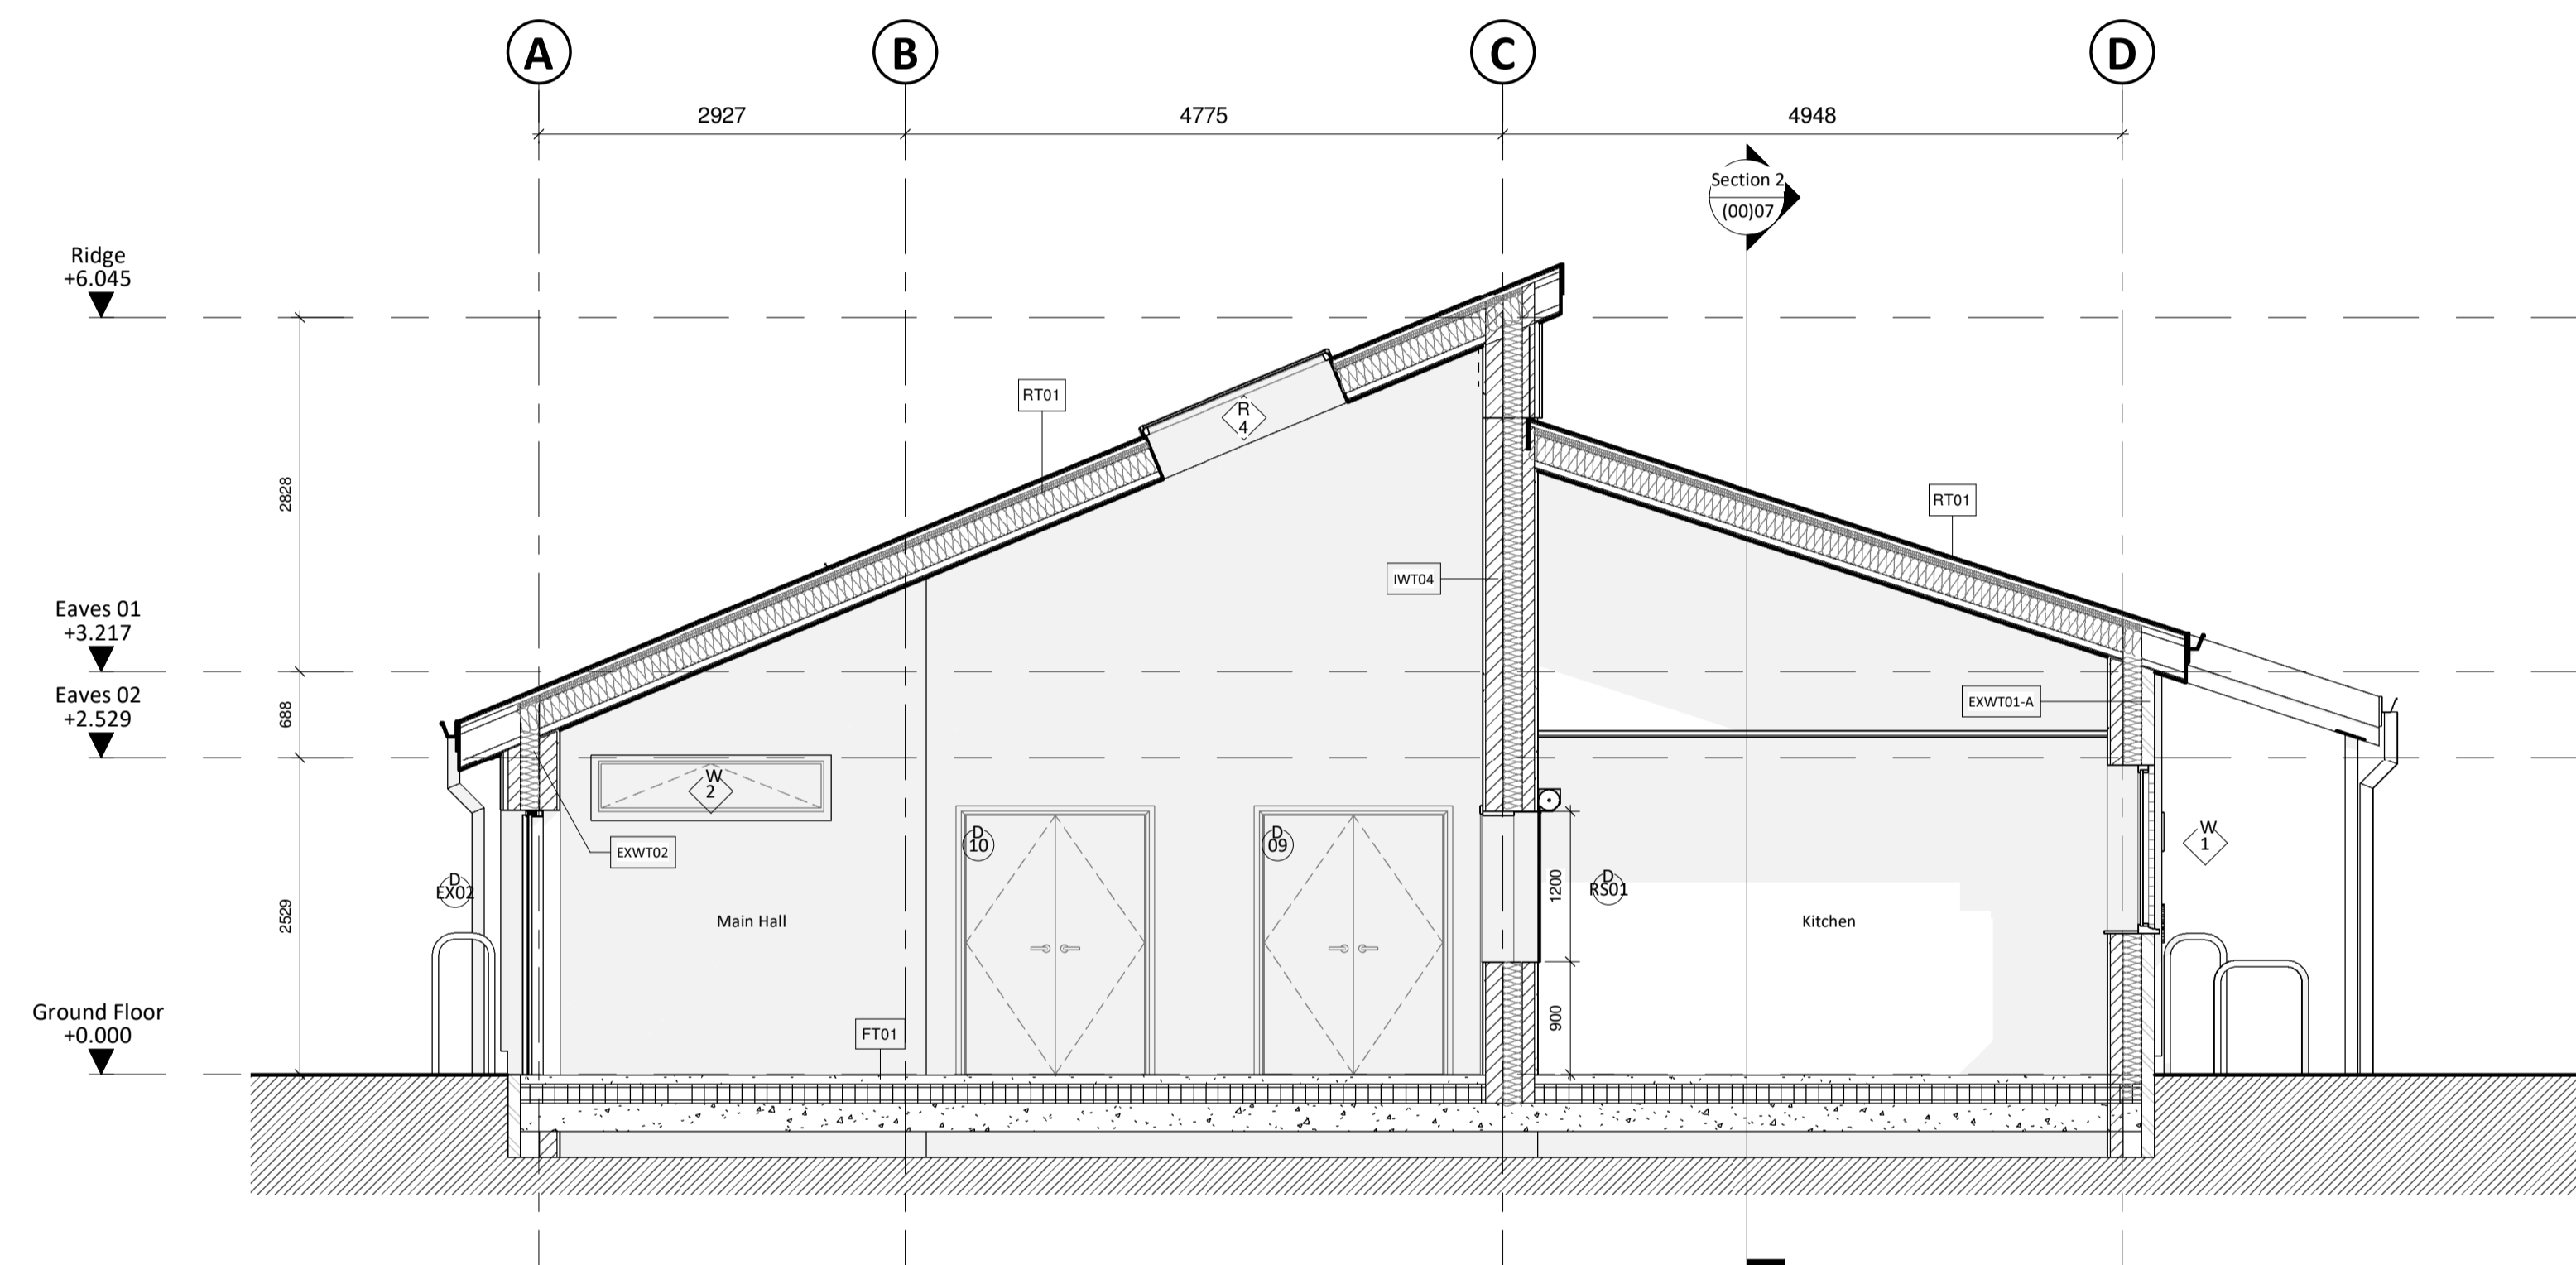 A
B
C
D
2927
4775
4948
Section 2
(00)07
Ridge
+6.045
RT01
R
4
2828
RT01
IWT04
Eaves 01
+3.217
Eaves 02
+2.529
688
EXWT01-A
W
2
EXWT02
D
10
D
09
W
1
D
EX02
1200
D
RS01
2529
Main Hall
Kitchen
Ground Floor
+0.000
FT01
900